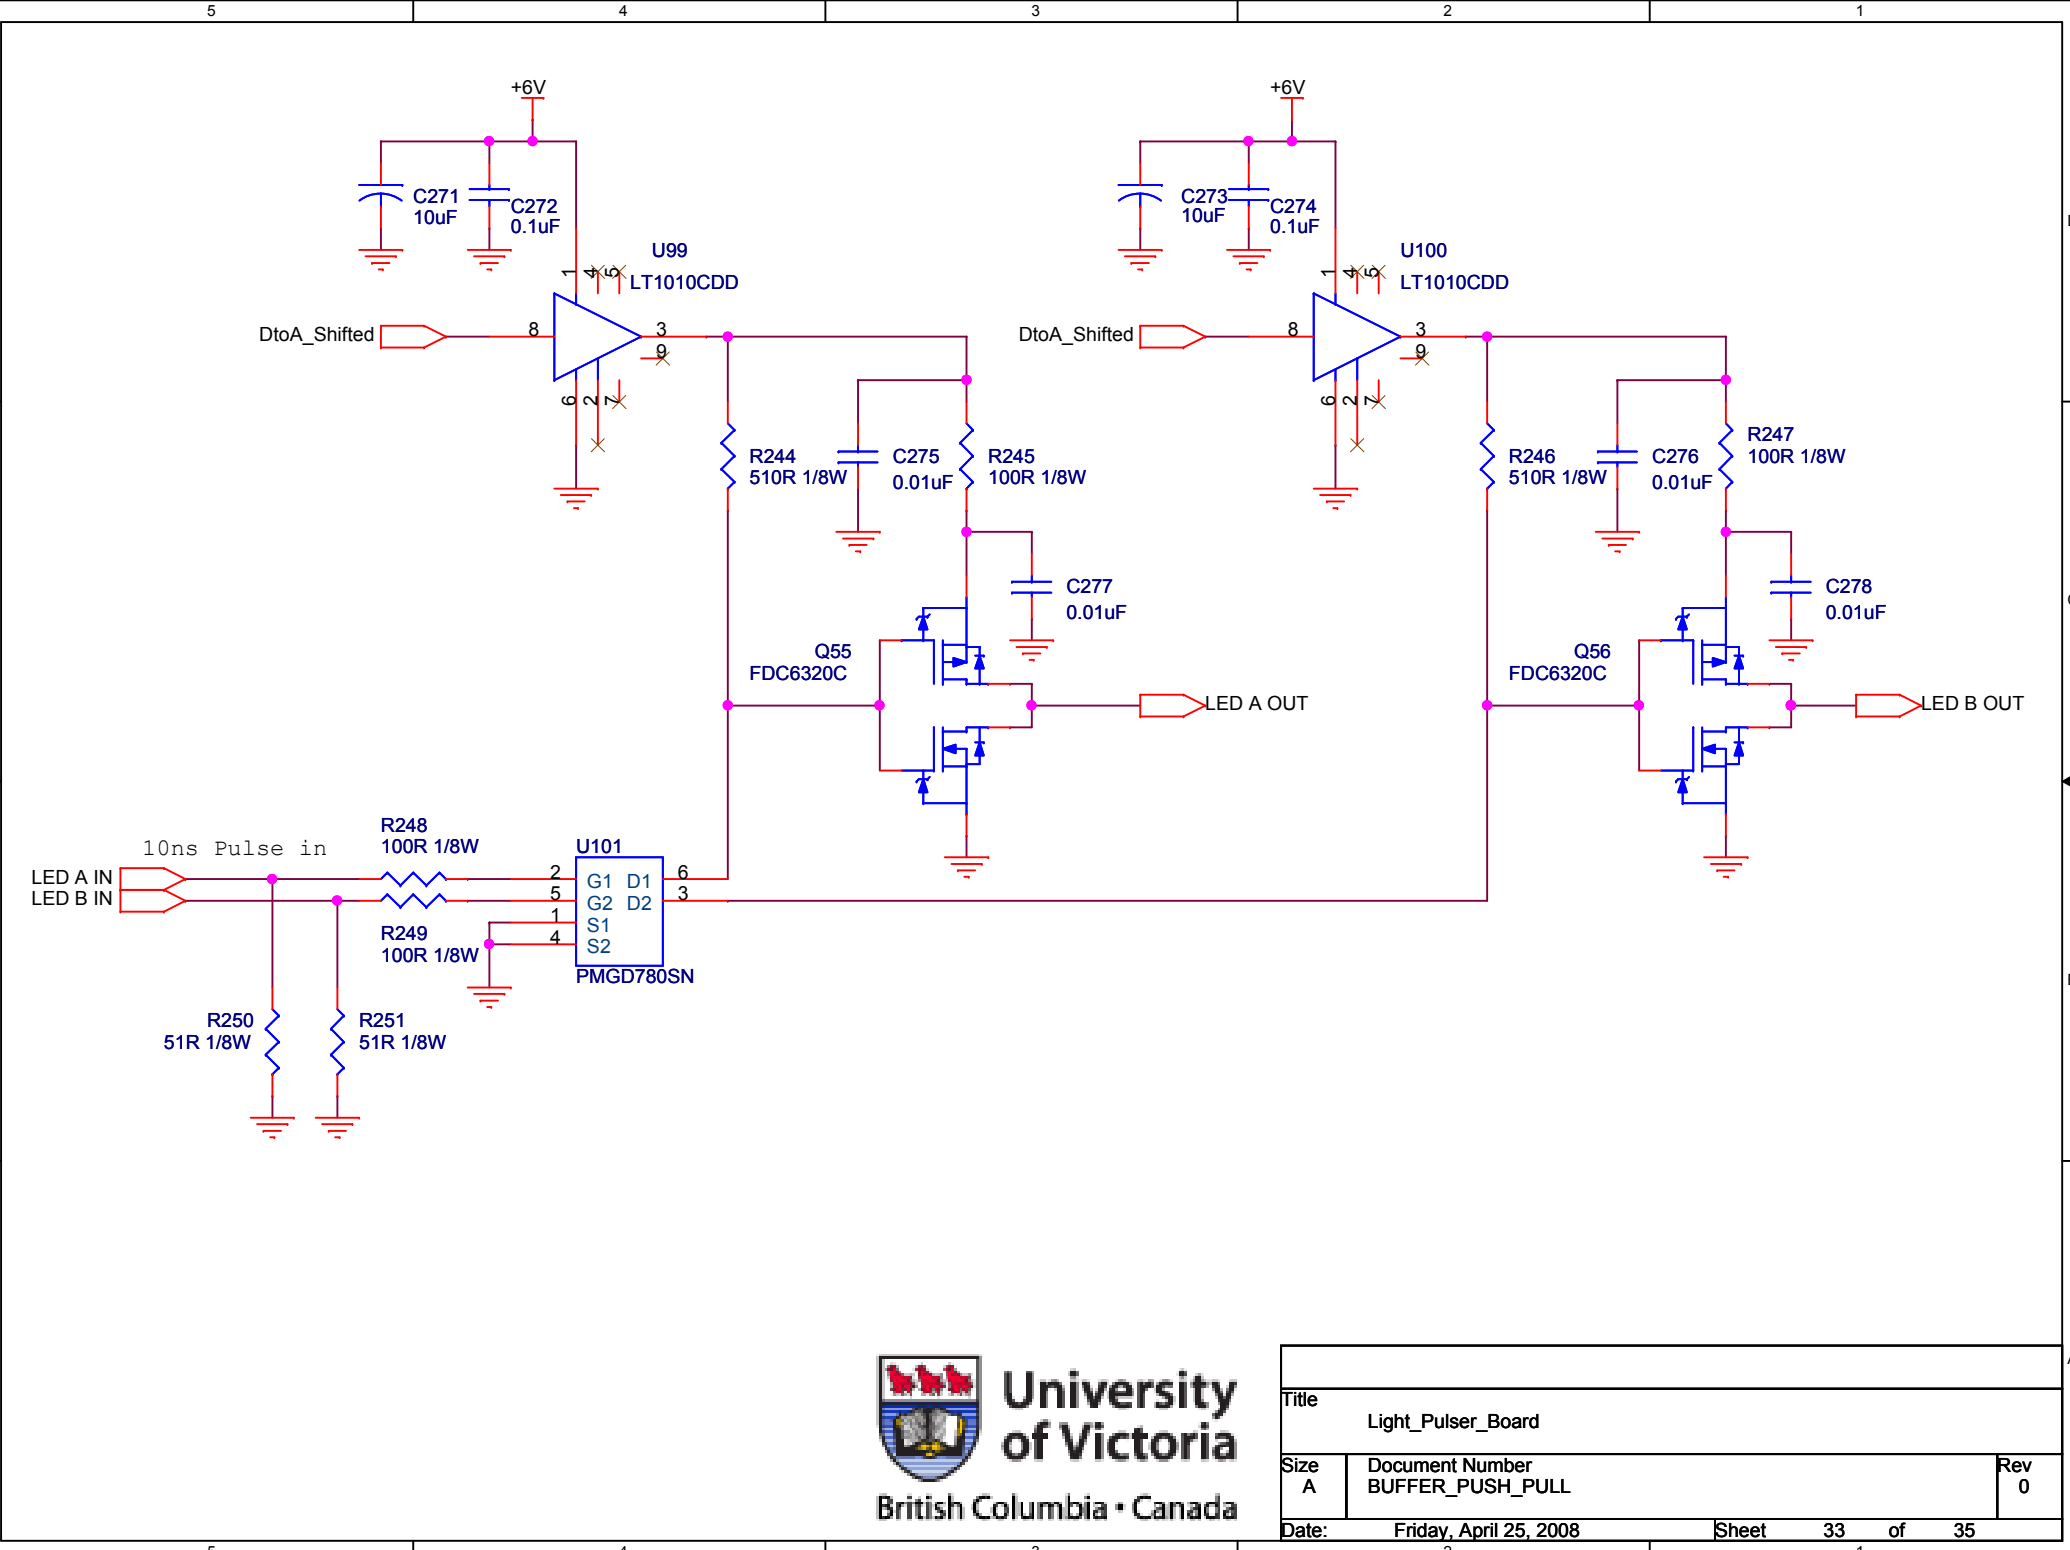 5 4 3 2 1
+6V +6V
C271
10uF
C272
0.1uF
C273
10uF
C274
0.1uF
U99
LT1010CDD
U100
LT1010CDD
1 4 5
1 4 5
DtoA_Shifted 8 3
9
DtoA_Shifted 8 3
9
6 2 7
6 2 7
R244
510R 1/8W
C275
0.01uF
R245
100R 1/8W
R246
510R 1/8W
C276
0.01uF
R247
100R 1/8W
C277
0.01uF
C278
0.01uF
Q55
FDC6320C
Q56
FDC6320C
LED A OUT
LED B OUT
10ns Pulse in
R248
100R 1/8W
U101
LED A IN
LED B IN
2 G1 D1 6
5 G2 D2 3
1 S1
4 S2
R249
100R 1/8W
PMGD780SN
R250
51R 1/8W
R251
51R 1/8W
University
of Victoria
British Columbia • Canada
Title
Light_Pulser_Board
Size
A
Document Number
BUFFER_PUSH_PULL
Rev
0
Date: Friday, April 25, 2008 Sheet 33 of 35